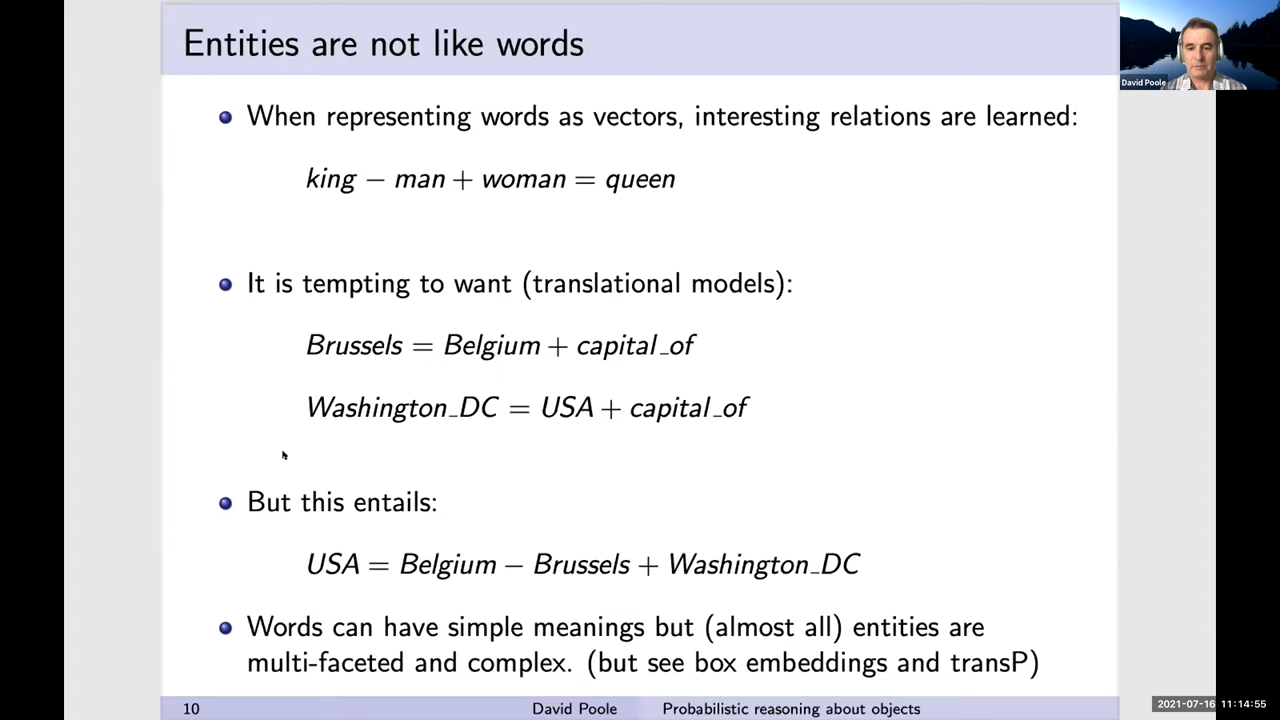 Entities are not like words
David Poole
When representing words as vectors, interesting relations are learned:
king − man + woman = queen
It is tempting to want (translational models):
Brussels = Belgium + capital_of
Washington_DC = USA + capital_of
But this entails:
USA = Belgium − Brussels + Washington_DC
Words can have simple meanings but (almost all) entities are
multi-faceted and complex. (but see box embeddings and transP)
10 David Poole Probabilistic reasoning about objects
2021-07-16 11:14:55